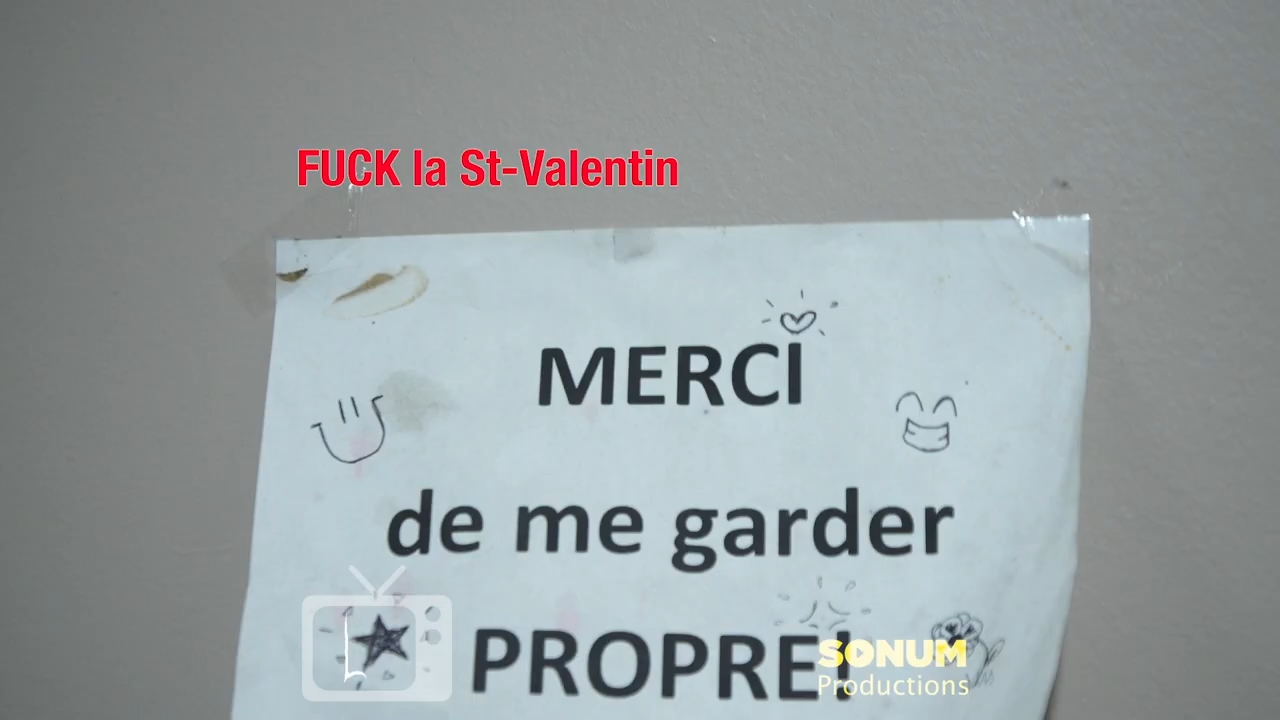 FUCK la St-Valentin
MERCI
de me garder
PROPRE!
SONUM
Productions